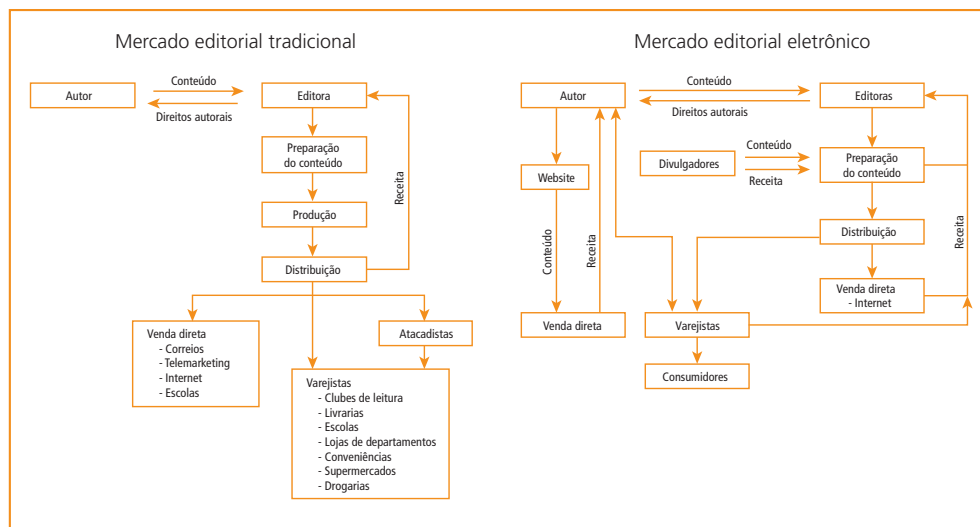 Mercado editorial tradicional
Autor
Conteúdo
Direitos autorais
Editora
Preparação
do conteúdo
Produção
Distribuição
Receita
Venda direta
- Correios
- Telemarketing
- Internet
- Escolas
Atacadistas
Varejistas
- Clubes de leitura
- Livrarias
- Escolas
- Lojas de departamentos
- Conveniências
- Supermercados
- Drogarias
Mercado editorial eletrônico
Autor
Conteúdo
Direitos autorais
Editoras
Divulgadores
Conteúdo
Receita
Preparação
do conteúdo
Website
Conteúdo
Receita
Distribuição
Receita
Venda direta
- Internet
Venda direta
Varejistas
Consumidores